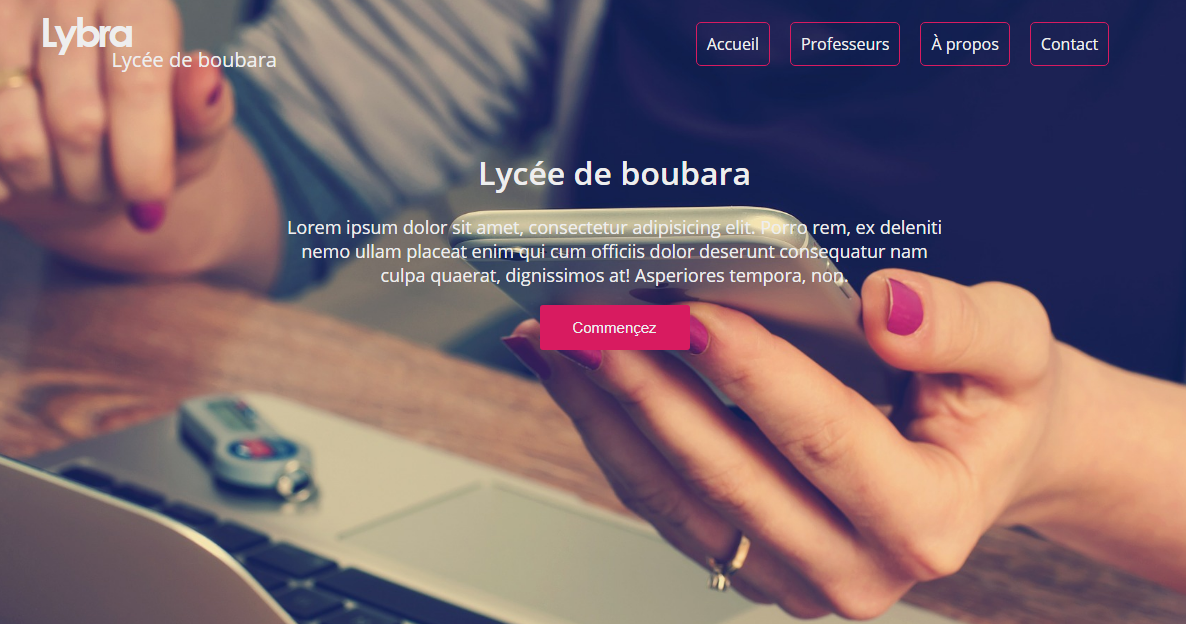 Lybra
Lycée de boubara
Accueil
Professeurs
À propos
Contact
Lycée de boubara
Lorem ipsum dolor sit amet, consectetur adipisicing elit. Porro rem, ex deleniti
nemo ullam placeat enim qui cum officiis dolor deserunt consequatur nam
culpa quaerat, dignissimos at! Asperiores tempora, non.
Commençez